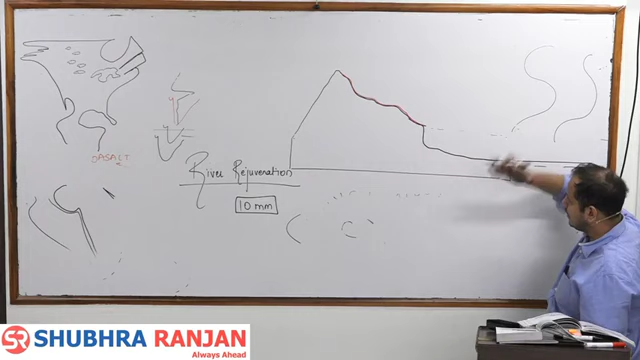 BASALT
River Rejuvenation
10 mm
SR SHUBHRA RANJAN
Always Ahead